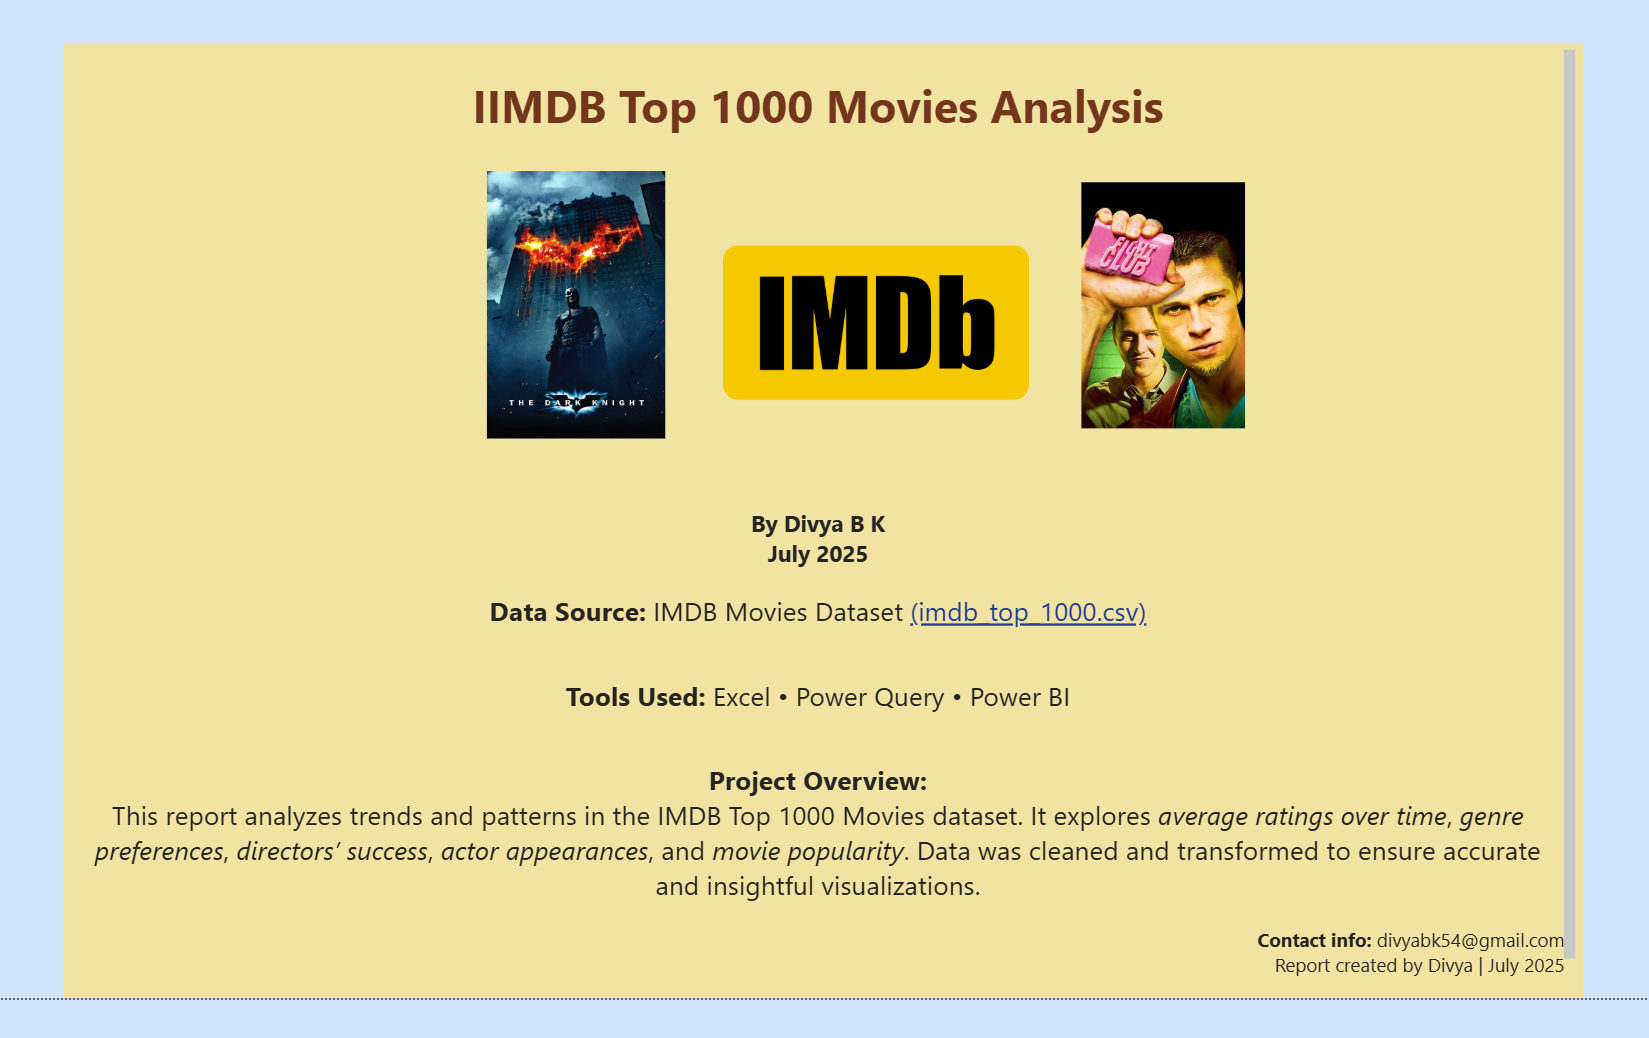 IIMDB Top 1000 Movies Analysis
THE DARK KNIGHT
IMDb
FIGHT
CLUB
By Divya B K
July 2025
Data Source: IMDB Movies Dataset (imdb_top_1000.csv)
Tools Used: Excel • Power Query • Power BI
Project Overview:
This report analyzes trends and patterns in the IMDB Top 1000 Movies dataset. It explores average ratings over time, genre
preferences, directors’ success, actor appearances, and movie popularity. Data was cleaned and transformed to ensure accurate
and insightful visualizations.
Contact info: divyabk54@gmail.com
Report created by Divya | July 2025